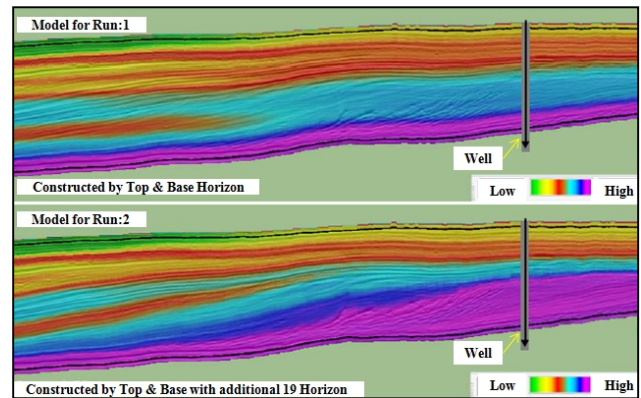 Model for Run:1
Well
Constructed by Top & Base Horizon
Low High
Model for Run:2
Well
Constructed by Top & Base with additional 19 Horizon
Low High